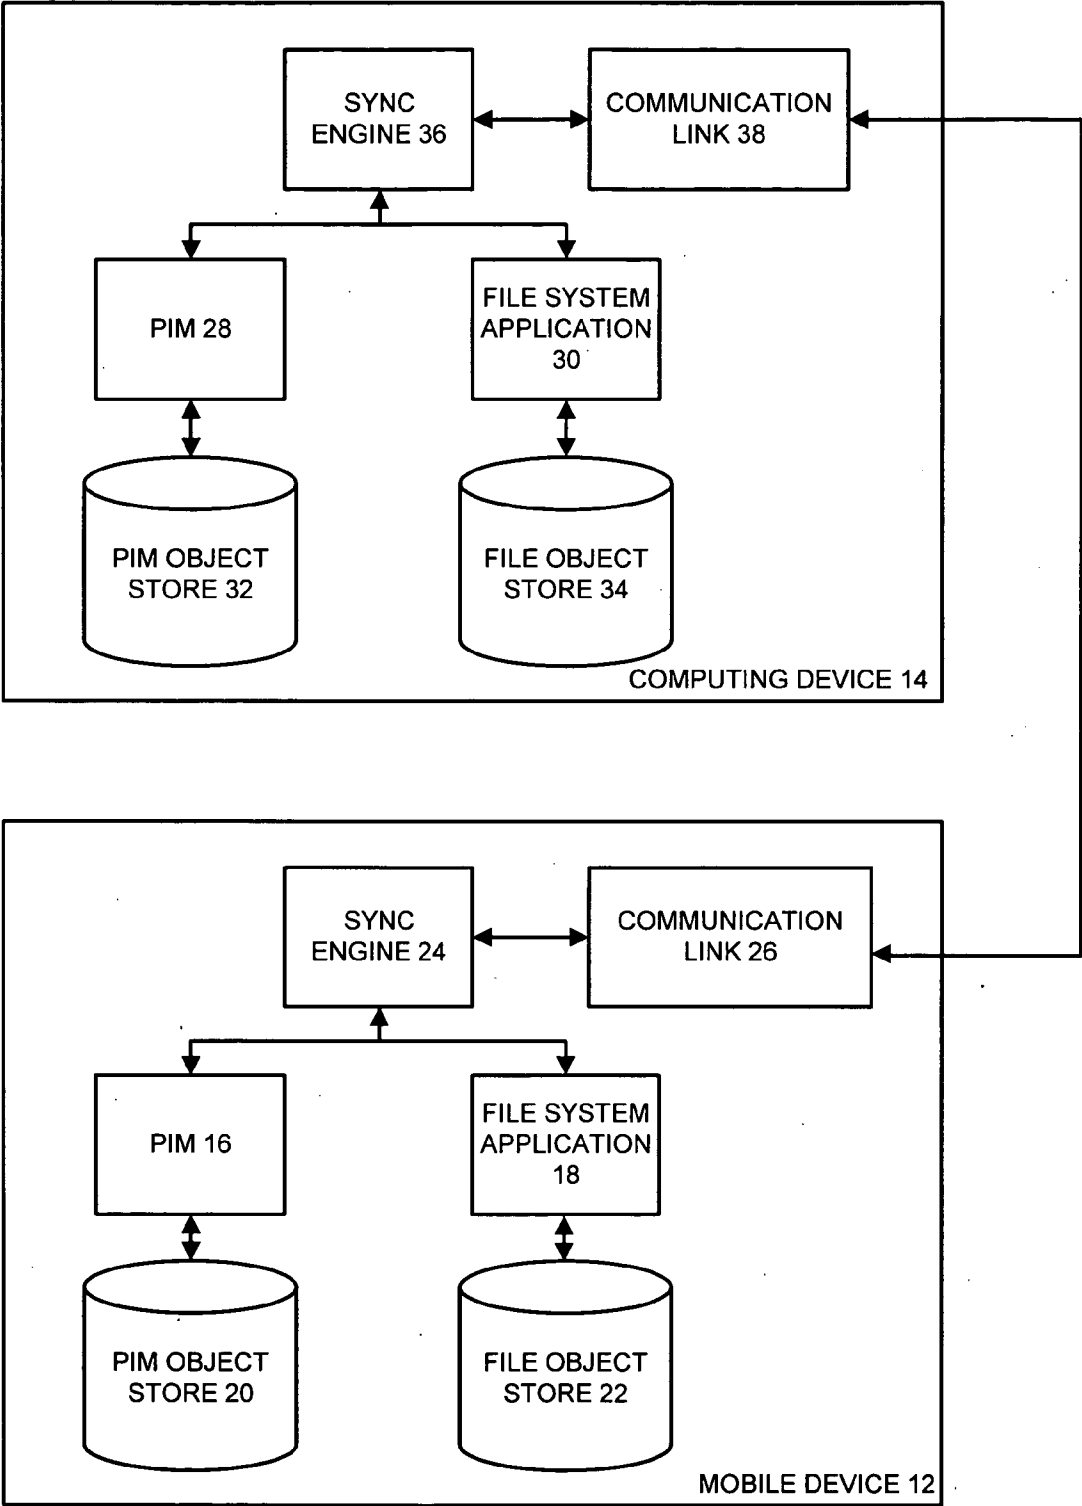 SYNC
ENGINE 36
COMMUNICATION
LINK 38
PIM 28
FILE SYSTEM
APPLICATION
30
PIM OBJECT
STORE 32
FILE OBJECT
STORE 34
COMPUTING DEVICE 14
SYNC
ENGINE 24
COMMUNICATION
LINK 26
PIM 16
FILE SYSTEM
APPLICATION
18
PIM OBJECT
STORE 20
FILE OBJECT
STORE 22
MOBILE DEVICE 12